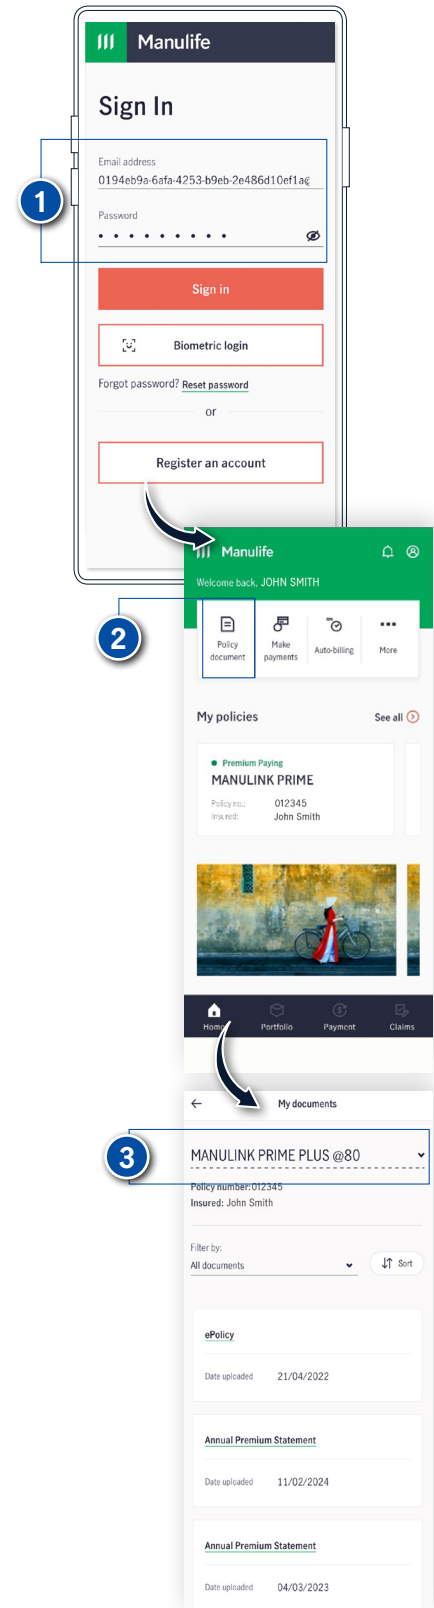 Manulife
Sign In
1
Email address
0194eb9a-6afa-4253-b9eb-2e486d10ef1a@
Password
Sign in
Biometric login
Forgot password? Reset password
or
Register an account
Manulife
Welcome back, JOHN SMITH
2
Policy document
Make payments
Auto-billing
More
My policies
See all
Premium Paying
MANULINK PRIME
Policy no.: 012345
Insured: John Smith
Home
Portfolio
Payment
Claims
My documents
3
MANULINK PRIME PLUS @80
Policy number:012345
Insured: John Smith
Filter by:
All documents
Sort
ePolicy
Date uploaded 21/04/2022
Annual Premium Statement
Date uploaded 11/02/2024
Annual Premium Statement
Date uploaded 04/03/2023